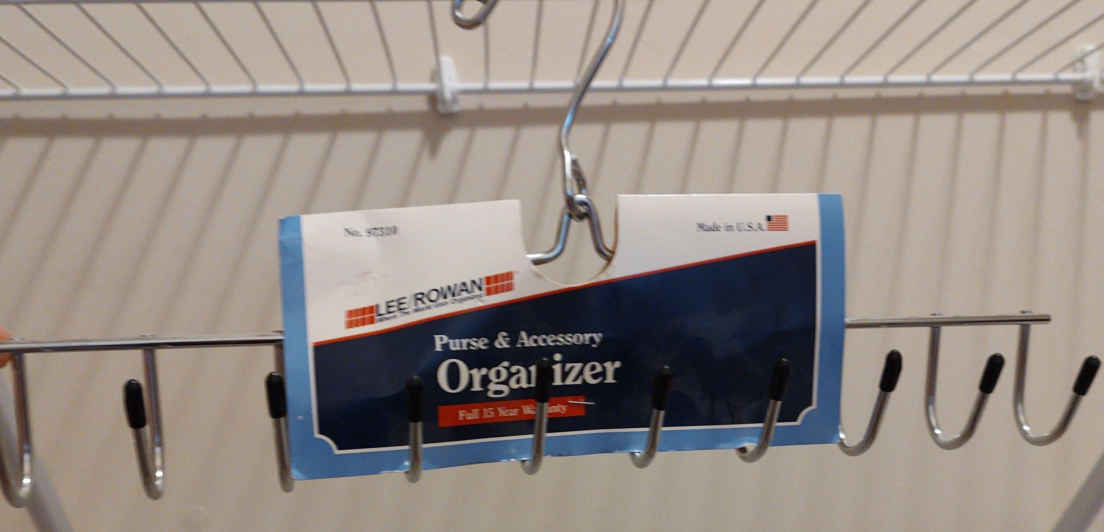 No. 97310
Made in U.S.A.
LEE/ROWAN
Purse & Accessory
Organizer
Full 15 Year Warranty